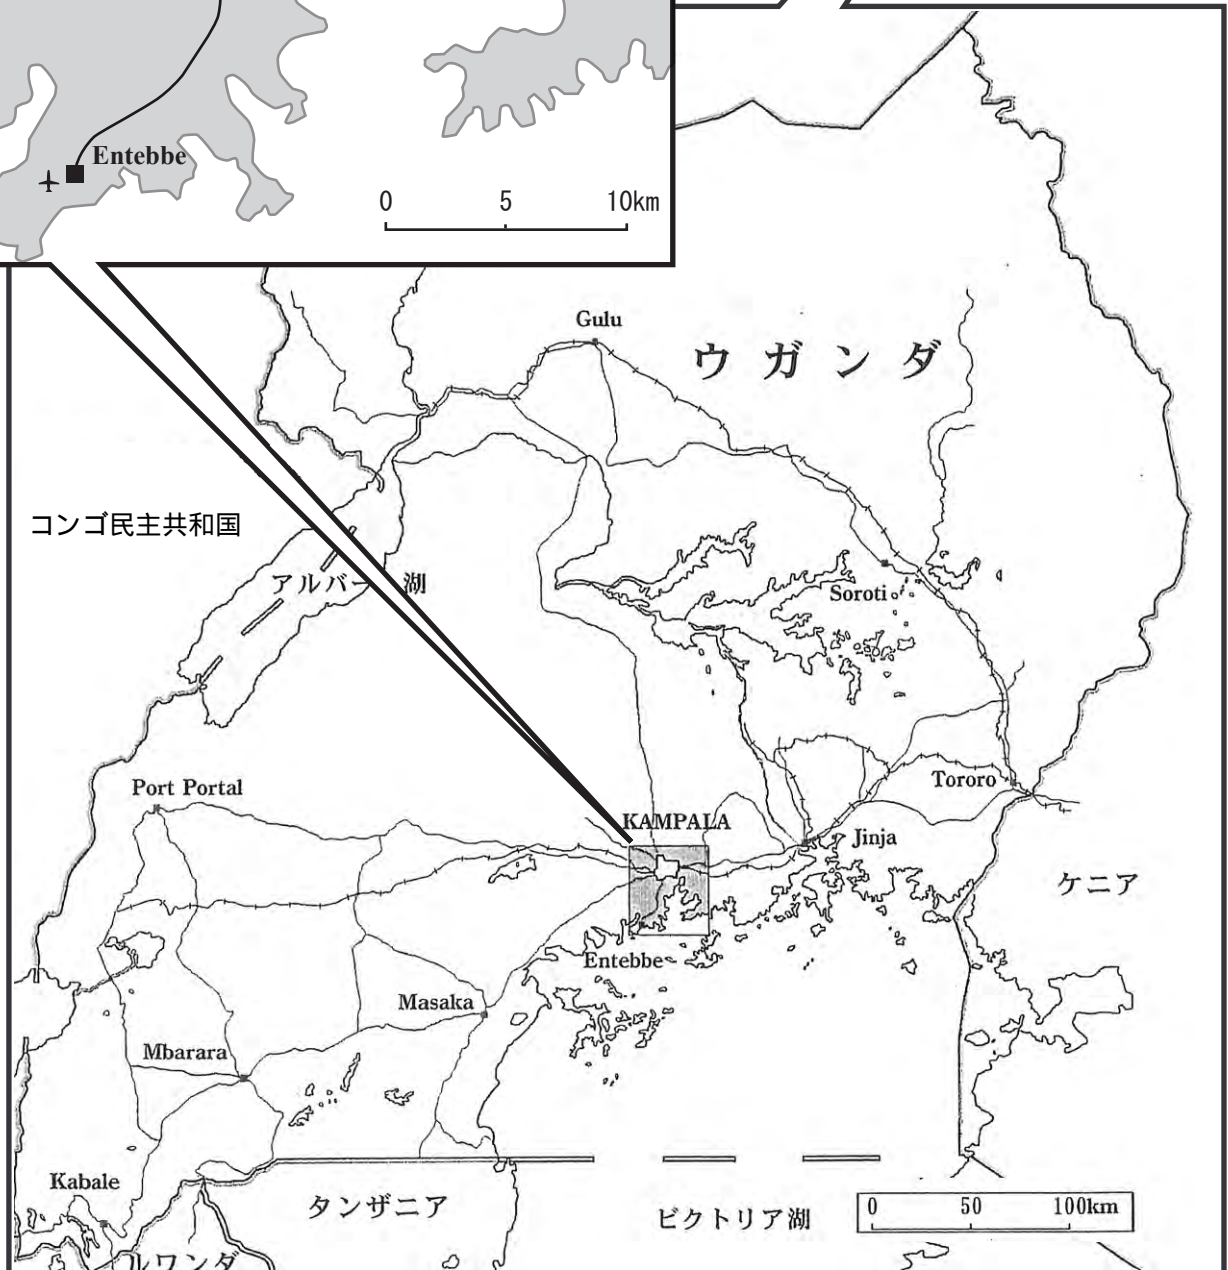 Entebbe
0 5 10km
Gulu
ウガンダ
コンゴ民主共和国
アルバー 湖
Soroti
Port Portal
Tororo
KAMPALA
Jinja
ケニア
Entebbe
Masaka
Mbarara
Kabale
タンザニア
ビクトリア湖
0 50 100km
ルワンダ